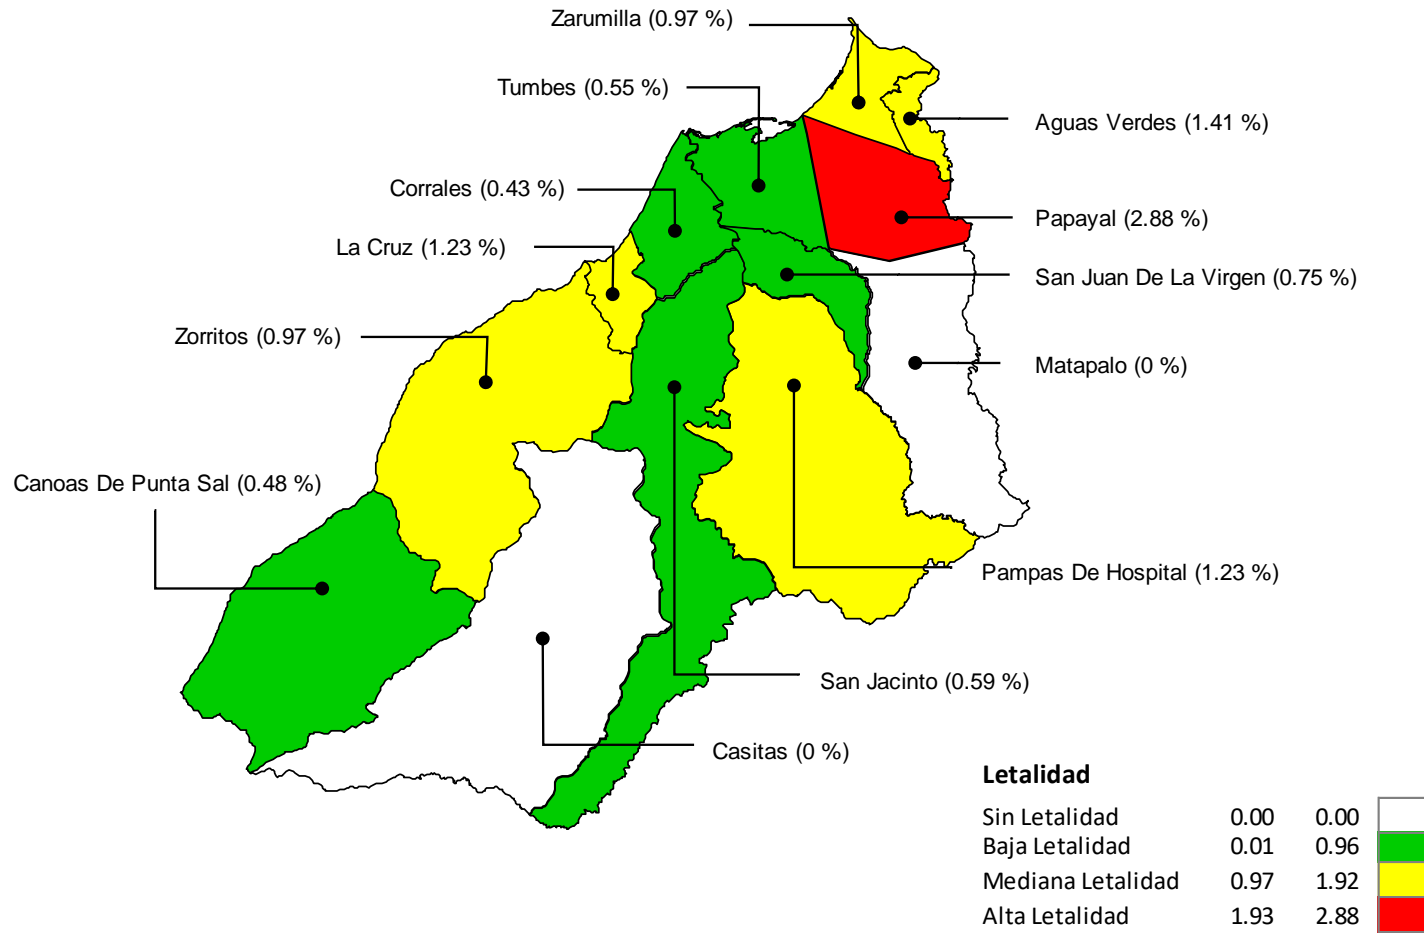 Zarumilla (0.97 %)
Tumbes (0.55 %)
Aguas Verdes (1.41 %)
Corrales (0.43 %)
Papayal (2.88 %)
La Cruz (1.23 %)
San Juan De La Virgen (0.75 %)
Zorritos (0.97 %)
Matapalo (0 %)
Canoas De Punta Sal (0.48 %)
Pampas De Hospital (1.23 %)
San Jacinto (0.59 %)
Casitas (0 %)
Letalidad
Sin Letalidad 0.00 0.00
Baja Letalidad 0.01 0.96
Mediana Letalidad 0.97 1.92
Alta Letalidad 1.93 2.88